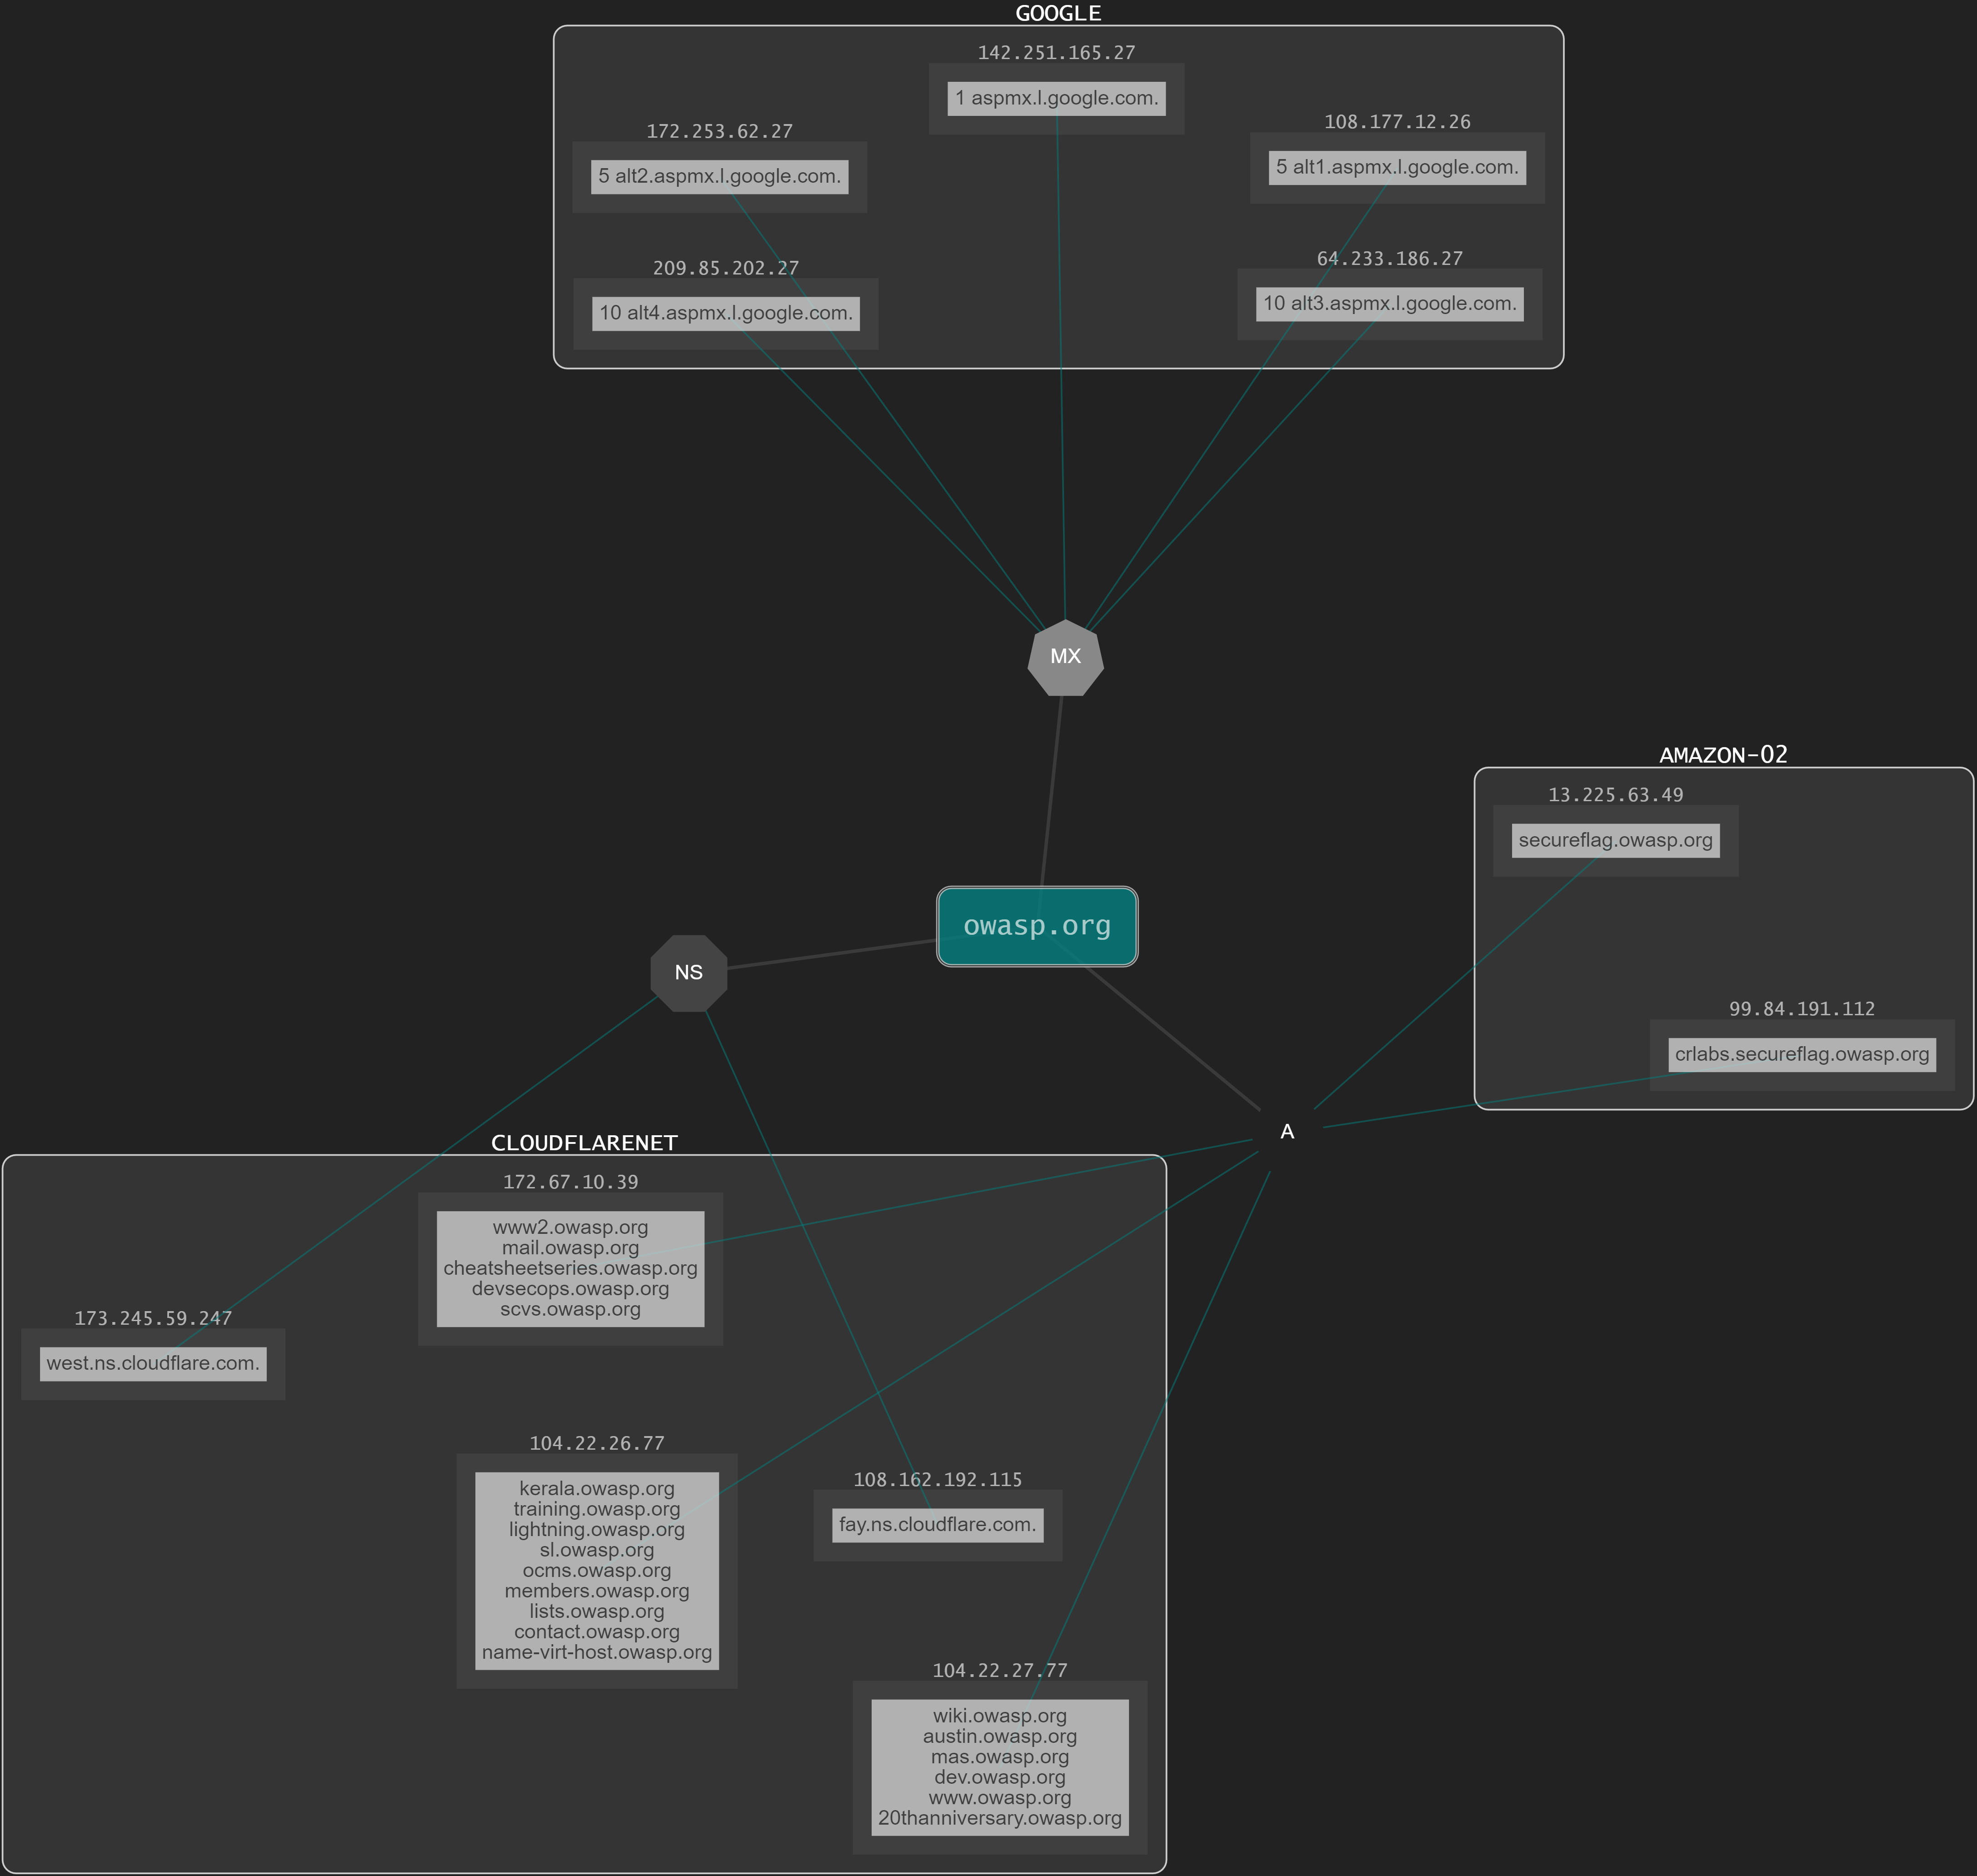 GOOGLE
142.251.165.27
1 aspmx.l.google.com.
172.253.62.27
5 alt2.aspmx.l.google.com.
108.177.12.26
5 alt1.aspmx.l.google.com.
209.85.202.27
10 alt4.aspmx.l.google.com.
64.233.186.27
10 alt3.aspmx.l.google.com.
MX
AMAZON-02
13.225.63.49
secureflag.owasp.org
owasp.org
NS
99.84.191.112
crlabs.secureflag.owasp.org
A
CLOUDFLARENET
172.67.10.39
www2.owasp.org
mail.owasp.org
cheatsheetseries.owasp.org
devsecops.owasp.org
scvs.owasp.org
173.245.59.247
west.ns.cloudflare.com.
104.22.26.77
kerala.owasp.org
training.owasp.org
lightning.owasp.org
sl.owasp.org
ocms.owasp.org
members.owasp.org
lists.owasp.org
contact.owasp.org
name-virt-host.owasp.org
108.162.192.115
fay.ns.cloudflare.com.
104.22.27.77
wiki.owasp.org
austin.owasp.org
mas.owasp.org
dev.owasp.org
www.owasp.org
20thanniversary.owasp.org